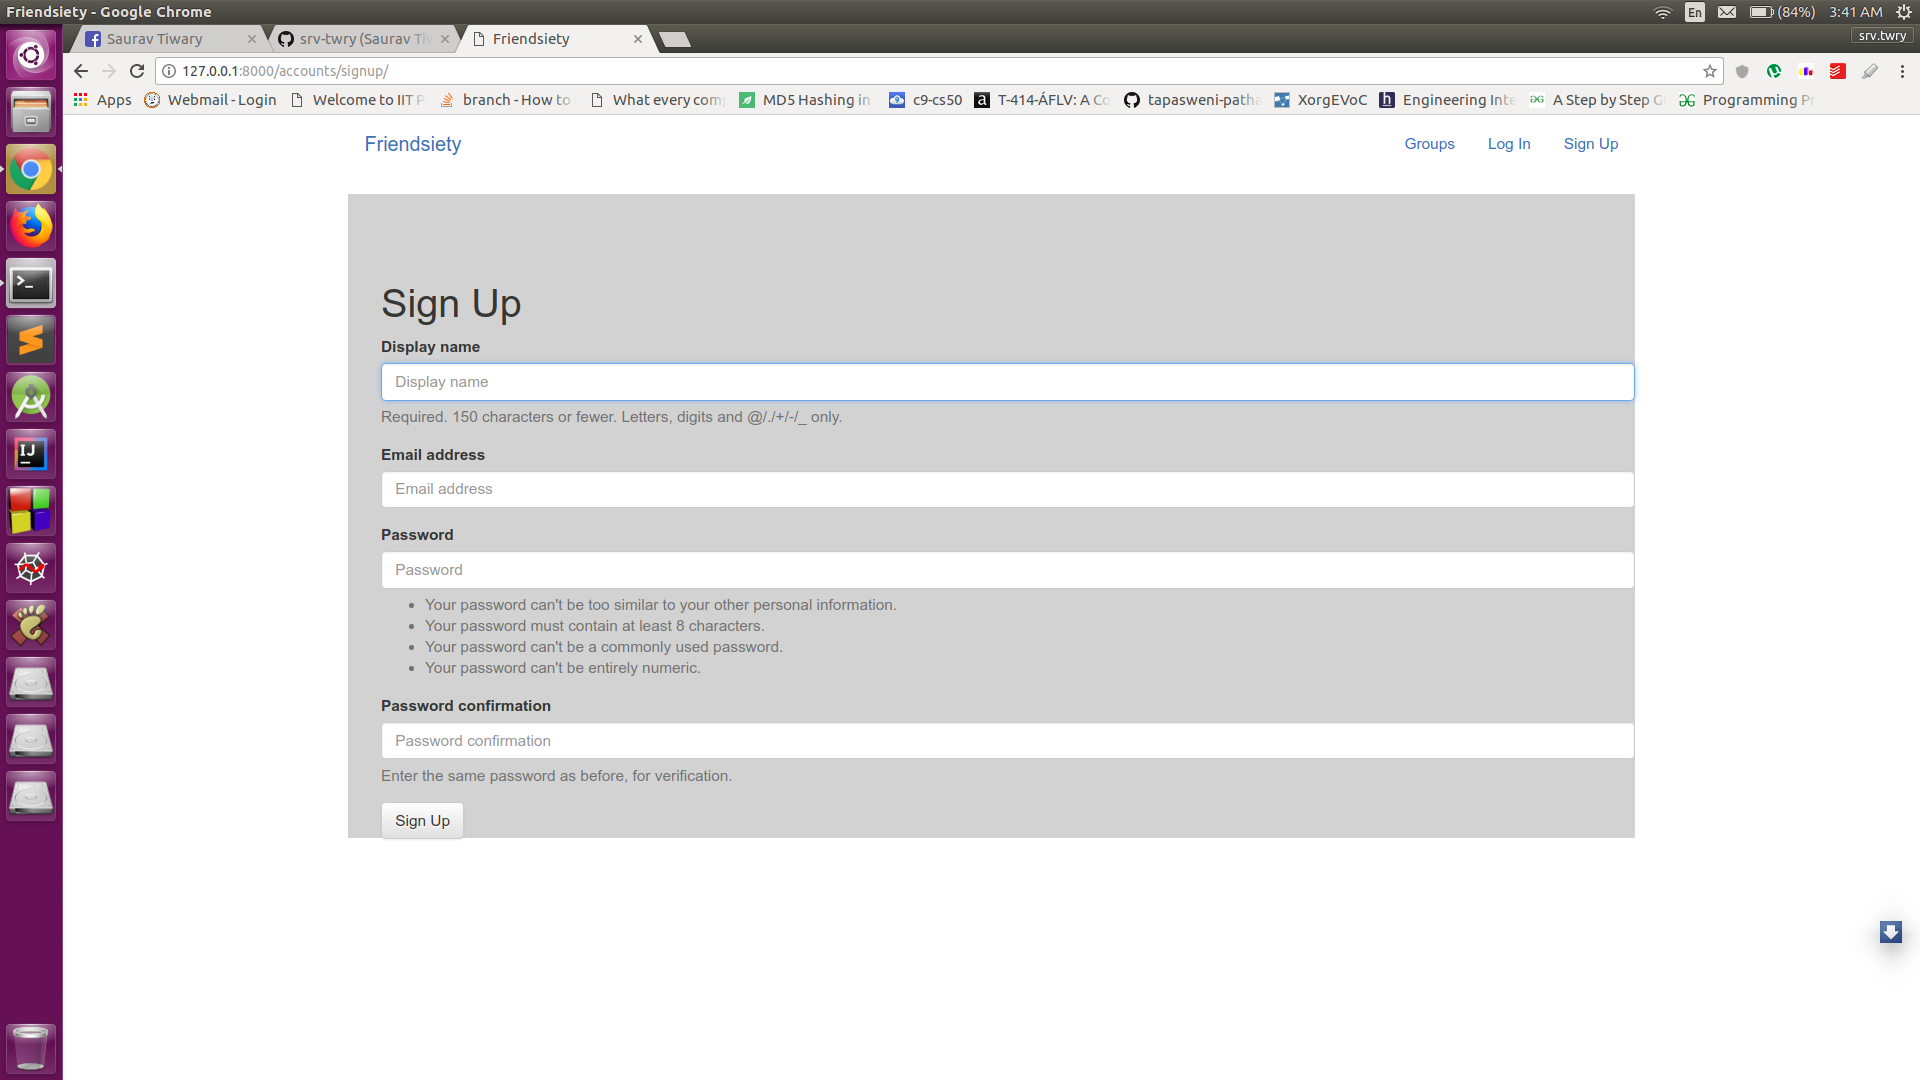 Friendsiety - Google Chrome
En
(84%)
3:41 AM
Saurav Tiwary
srv-twry (Saurav Ti
Friendsiety
srv.twry
127.0.0.1:8000/accounts/signup/
Apps
Webmail - Login
Welcome to IIT P
branch - How to
What every com
MD5 Hashing in
c9-cs50
T-414-ÁFLV: A Co
tapasweni-patha
XorgEVoC
Engineering Inte
A Step by Step G
Programming Pr
Friendsiety
Groups
Log In
Sign Up
Sign Up
Display name
Display name
Required. 150 characters or fewer. Letters, digits and @/./+/-/_ only.
Email address
Email address
Password
Password
Your password can't be too similar to your other personal information.
Your password must contain at least 8 characters.
Your password can't be a commonly used password.
Your password can't be entirely numeric.
Password confirmation
Password confirmation
Enter the same password as before, for verification.
Sign Up
IJ